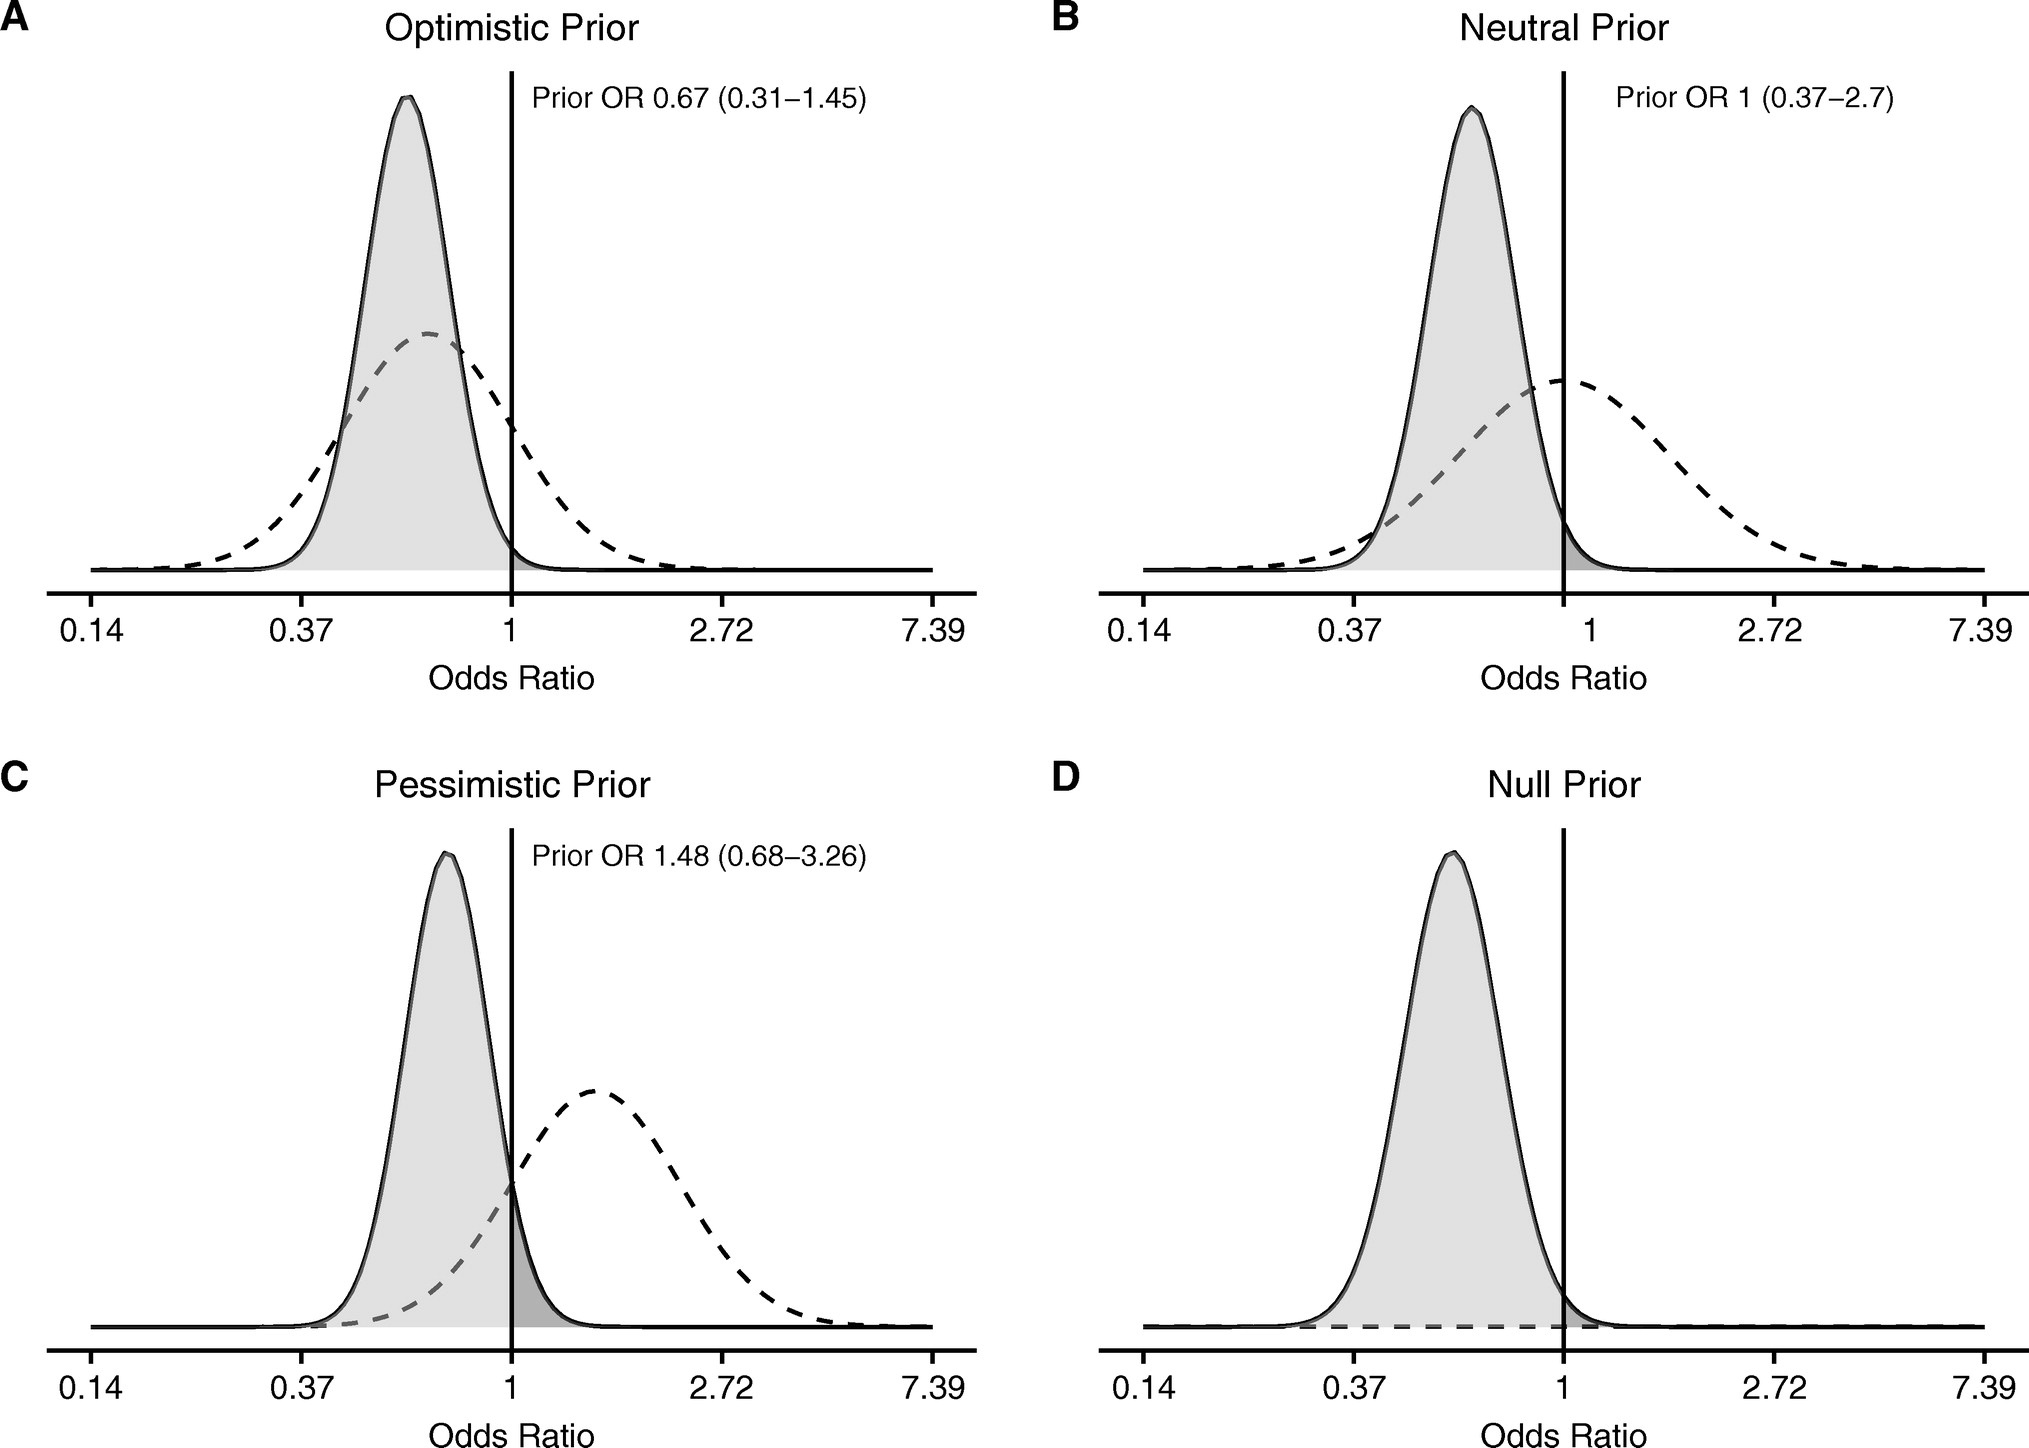 A
Optimistic Prior
Prior OR 0.67 (0.31–1.45)
0.14 0.37 1 2.72 7.39
Odds Ratio
B
Neutral Prior
Prior OR 1 (0.37–2.7)
0.14 0.37 1 2.72 7.39
Odds Ratio
C
Pessimistic Prior
Prior OR 1.48 (0.68–3.26)
0.14 0.37 1 2.72 7.39
Odds Ratio
D
Null Prior
0.14 0.37 1 2.72 7.39
Odds Ratio